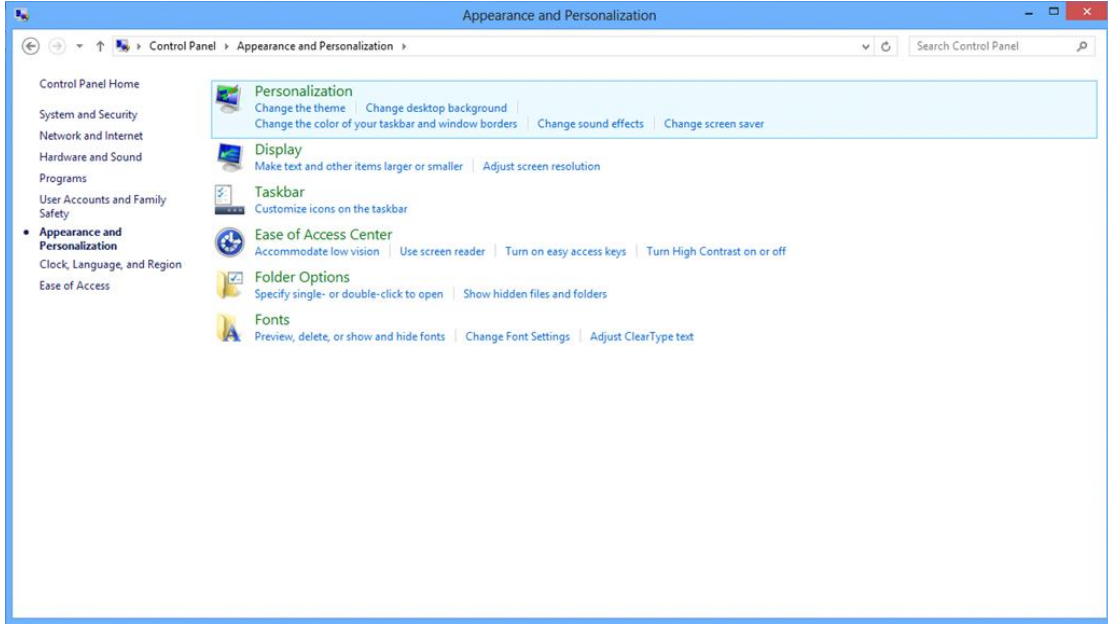 Appearance and Personalization
Control Panel Appearance and Personalization
Search Control Panel
Control Panel Home
System and Security
Network and Internet
Hardware and Sound
Programs
User Accounts and Family
Safety
Appearance and
Personalization
Clock, Language, and Region
Ease of Access
Personalization
Change the theme Change desktop background
Change the color of your taskbar and window borders Change sound effects Change screen saver
Display
Make text and other items larger or smaller Adjust screen resolution
Taskbar
Customize icons on the taskbar
Ease of Access Center
Accommodate low vision Use screen reader Turn on easy access keys Turn High Contrast on or off
Folder Options
Specify single- or double-click to open Show hidden files and folders
Fonts
Preview, delete, or show and hide fonts Change Font Settings Adjust ClearType text